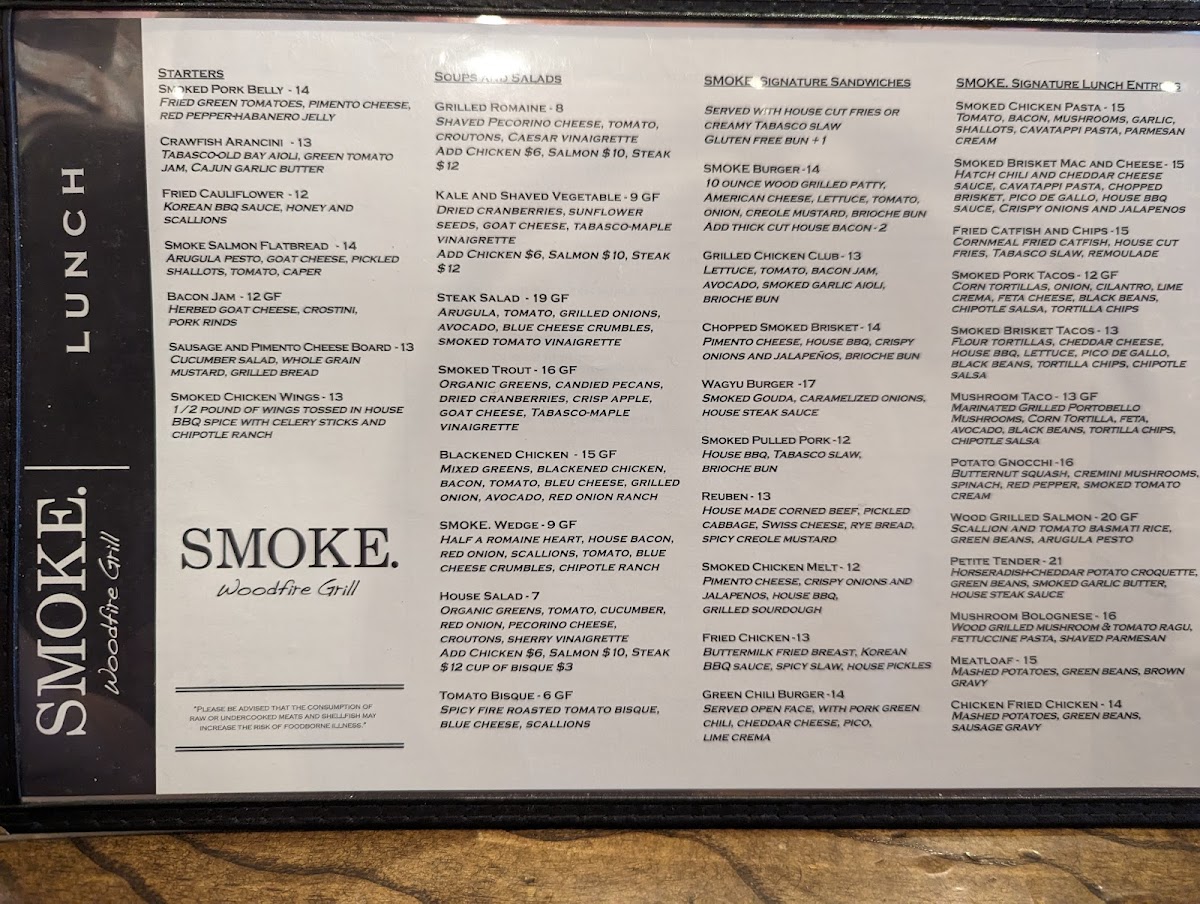 LUNCH
SMOKE.
Woodfire Grill
STARTERS
SMOKED PORK BELLY - 14
FRIED GREEN TOMATOES, PIMENTO CHEESE,
RED PEPPER-HABANERO JELLY
CRAWFISH ARANCINI - 13
TABASCO-OLD BAY AIOLI, GREEN TOMATO
JAM, CAJUN GARLIC BUTTER
FRIED CAULIFLOWER - 12
KOREAN BBQ SAUCE, HONEY AND
SCALLIONS
SMOKE SALMON FLATBREAD - 14
ARUGULA PESTO, GOAT CHEESE, PICKLED
SHALLOTS, TOMATO, CAPER
BACON JAM - 12 GF
HERBED GOAT CHEESE, CROSTINI,
PORK RINDS
SAUSAGE AND PIMENTO CHEESE BOARD - 13
CUCUMBER SALAD, WHOLE GRAIN
MUSTARD, GRILLED BREAD
SMOKED CHICKEN WINGS - 13
1/2 POUND OF WINGS TOSSED IN HOUSE
BBQ SPICE WITH CELERY STICKS AND
CHIPOTLE RANCH
SMOKE.
Woodfire Grill
"PLEASE BE ADVISED THAT THE CONSUMPTION OF
RAW OR UNDERCOOKED MEATS AND SHELLFISH MAY
INCREASE THE RISK OF FOODBORNE ILLNESS."
SOUPS AND SALADS
GRILLED ROMAINE - 8
SHAVED PECORINO CHEESE, TOMATO,
CROUTONS, CAESAR VINAIGRETTE
ADD CHICKEN $6, SALMON $10, STEAK
$12
KALE AND SHAVED VEGETABLE - 9 GF
DRIED CRANBERRIES, SUNFLOWER
SEEDS, GOAT CHEESE, TABASCO-MAPLE
VINAIGRETTE
ADD CHICKEN $6, SALMON $10, STEAK
$12
STEAK SALAD - 19 GF
ARUGULA, TOMATO, GRILLED ONIONS,
AVOCADO, BLUE CHEESE CRUMBLES,
SMOKED TOMATO VINAIGRETTE
SMOKED TROUT - 16 GF
ORGANIC GREENS, CANDIED PECANS,
DRIED CRANBERRIES, CRISP APPLE,
GOAT CHEESE, TABASCO-MAPLE
VINAIGRETTE
BLACKENED CHICKEN - 15 GF
MIXED GREENS, BLACKENED CHICKEN,
BACON, TOMATO, BLEU CHEESE, GRILLED
ONION, AVOCADO, RED ONION RANCH
SMOKE. WEDGE - 9 GF
HALF A ROMAINE HEART, HOUSE BACON,
RED ONION, SCALLIONS, TOMATO, BLUE
CHEESE CRUMBLES, CHIPOTLE RANCH
HOUSE SALAD - 7
ORGANIC GREENS, TOMATO, CUCUMBER,
RED ONION, PECORINO CHEESE,
CROUTONS, SHERRY VINAIGRETTE
ADD CHICKEN $6, SALMON $10, STEAK
$12 CUP OF BISQUE $3
TOMATO BISQUE - 6 GF
SPICY FIRE ROASTED TOMATO BISQUE,
BLUE CHEESE, SCALLIONS
SMOKE. SIGNATURE SANDWICHES
SERVED WITH HOUSE CUT FRIES OR
CREAMY TABASCO SLAW
GLUTEN FREE BUN +1
SMOKE BURGER -14
10 OUNCE WOOD GRILLED PATTY,
AMERICAN CHEESE, LETTUCE, TOMATO,
ONION, CREOLE MUSTARD, BRIOCHE BUN
ADD THICK CUT HOUSE BACON - 2
GRILLED CHICKEN CLUB - 13
LETTUCE, TOMATO, BACON JAM,
AVOCADO, SMOKED GARLIC AIOLI,
BRIOCHE BUN
CHOPPED SMOKED BRISKET - 14
PIMENTO CHEESE, HOUSE BBQ, CRISPY
ONIONS AND JALAPEÑOS, BRIOCHE BUN
WAGYU BURGER -17
SMOKED GOUDA, CARAMELIZED ONIONS,
HOUSE STEAK SAUCE
SMOKED PULLED PORK -12
HOUSE BBQ, TABASCO SLAW,
BRIOCHE BUN
REUBEN - 13
HOUSE MADE CORNED BEEF, PICKLED
CABBAGE, SWISS CHEESE, RYE BREAD,
SPICY CREOLE MUSTARD
SMOKED CHICKEN MELT - 12
PIMENTO CHEESE, CRISPY ONIONS AND
JALAPENOS, HOUSE BBQ,
GRILLED SOURDOUGH
FRIED CHICKEN -13
BUTTERMILK FRIED BREAST, KOREAN
BBQ SAUCE, SPICY SLAW, HOUSE PICKLES
GREEN CHILI BURGER -14
SERVED OPEN FACE, WITH PORK GREEN
CHILI, CHEDDAR CHEESE, PICO,
LIME CREMA
SMOKE. SIGNATURE LUNCH ENTRIES
SMOKED CHICKEN PASTA - 15
TOMATO, BACON, MUSHROOMS, GARLIC,
SHALLOTS, CAVATAPPI PASTA, PARMESAN
CREAM
SMOKED BRISKET MAC AND CHEESE - 15
HATCH CHILI AND CHEDDAR CHEESE
SAUCE, CAVATAPPI PASTA, CHOPPED
BRISKET, PICO DE GALLO, HOUSE BBQ
SAUCE, CRISPY ONIONS AND JALAPENOS
FRIED CATFISH AND CHIPS -15
CORNMEAL FRIED CATFISH, HOUSE CUT
FRIES, TABASCO SLAW, REMOULADE
SMOKED PORK TACOS - 12 GF
CORN TORTILLAS, ONION, CILANTRO, LIME
CREMA, FETA CHEESE, BLACK BEANS,
CHIPOTLE SALSA, TORTILLA CHIPS
SMOKED BRISKET TACOS - 13
FLOUR TORTILLAS, CHEDDAR CHEESE,
HOUSE BBQ, LETTUCE, PICO DE GALLO,
BLACK BEANS, TORTILLA CHIPS, CHIPOTLE
SALSA
MUSHROOM TACO - 13 GF
MARINATED GRILLED PORTOBELLO
MUSHROOMS, CORN TORTILLA, FETA,
AVOCADO, BLACK BEANS, TORTILLA CHIPS,
CHIPOTLE SALSA
POTATO GNOCCHI -16
BUTTERNUT SQUASH, CREMINI MUSHROOMS,
SPINACH, RED PEPPER, SMOKED TOMATO
CREAM
WOOD GRILLED SALMON - 20 GF
SCALLION AND TOMATO BASMATI RICE,
GREEN BEANS, ARUGULA PESTO
PETITE TENDER - 21
HORSERADISH-CHEDDAR POTATO CROQUETTE,
GREEN BEANS, SMOKED GARLIC BUTTER,
HOUSE STEAK SAUCE
MUSHROOM BOLOGNESE - 16
WOOD GRILLED MUSHROOM & TOMATO RAGU,
FETTUCCINE PASTA, SHAVED PARMESAN
MEATLOAF - 15
MASHED POTATOES, GREEN BEANS, BROWN
GRAVY
CHICKEN FRIED CHICKEN - 14
MASHED POTATOES, GREEN BEANS,
SAUSAGE GRAVY